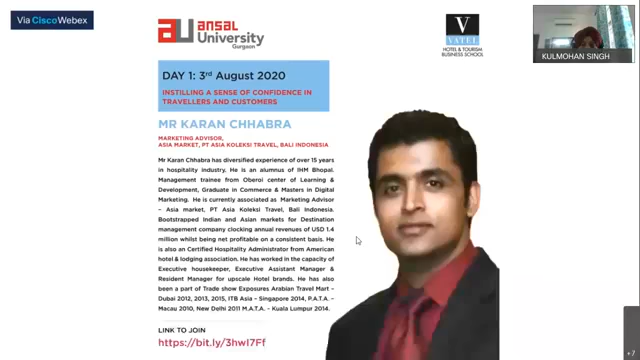 Via Cisco Webex
au ansal University
Gurgaon
V
VATEL
HOTEL & TOURISM
BUSINESS SCHOOL
KULMOHAN SINGH
DAY 1: 3rd August 2020
INSTILLING A SENSE OF CONFIDENCE IN
TRAVELLERS AND CUSTOMERS
MR KARAN CHHABRA
MARKETING ADVISOR,
ASIA MARKET, PT ASIA KOLEKSI TRAVEL, BALI INDONESIA
Mr Karan Chhabra has diversified experience of over 15 years
in hospitality industry. He is an alumnus of IHM Bhopal.
Management trainee from Oberoi center of Learning &
Development, Graduate in Commerce & Masters in Digital
Marketing. He is currently associated as Marketing Advisor
– Asia market, PT Asia Koleksi Travel, Bali Indonesia.
Bootstrapped Indian and Asian markets for Destination
management company clocking annual revenues of USD 1.4
million whilst being net profitable on a consistent basis. He
is also an Certified Hospitality Administrator from American
hotel & lodging association. He has worked in the capacity of
Executive housekeeper, Executive Assistant Manager &
Resident Manager for upscale Hotel brands. He has also
been a part of Trade show Exposures Arabian Travel Mart –
Dubai 2012, 2013, 2015, ITB Asia – Singapore 2014, P.A.T.A. –
Macau 2010, New Delhi 2011 M.A.T.A. - Kuala Lumpur 2014.
LINK TO JOIN
https://bit.ly/3hwI7Ff
+7